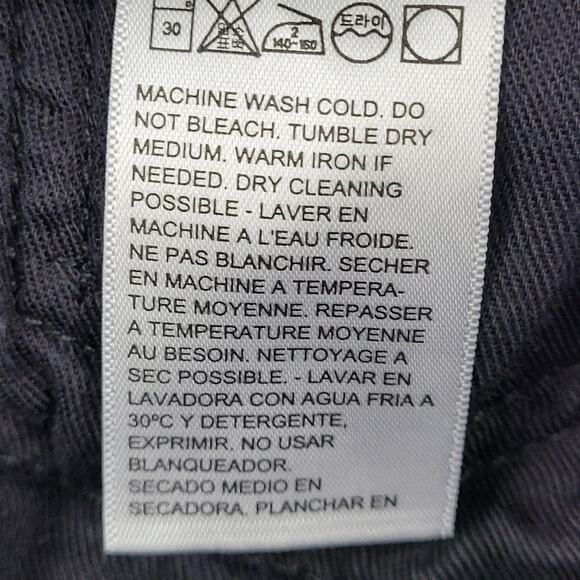 30
2
140~160
드라이
MACHINE WASH COLD. DO
NOT BLEACH. TUMBLE DRY
MEDIUM. WARM IRON IF
NEEDED. DRY CLEANING
POSSIBLE - LAVER EN
MACHINE A L'EAU FROIDE.
NE PAS BLANCHIR. SECHER
EN MACHINE A TEMPERA-
TURE MOYENNE. REPASSER
A TEMPERATURE MOYENNE
AU BESOIN. NETTOYAGE A
SEC POSSIBLE. - LAVAR EN
LAVADORA CON AGUA FRIA A
30ºC Y DETERGENTE,
EXPRIMIR. NO USAR
BLANQUEADOR.
SECADO MEDIO EN
SECADORA. PLANCHAR EN